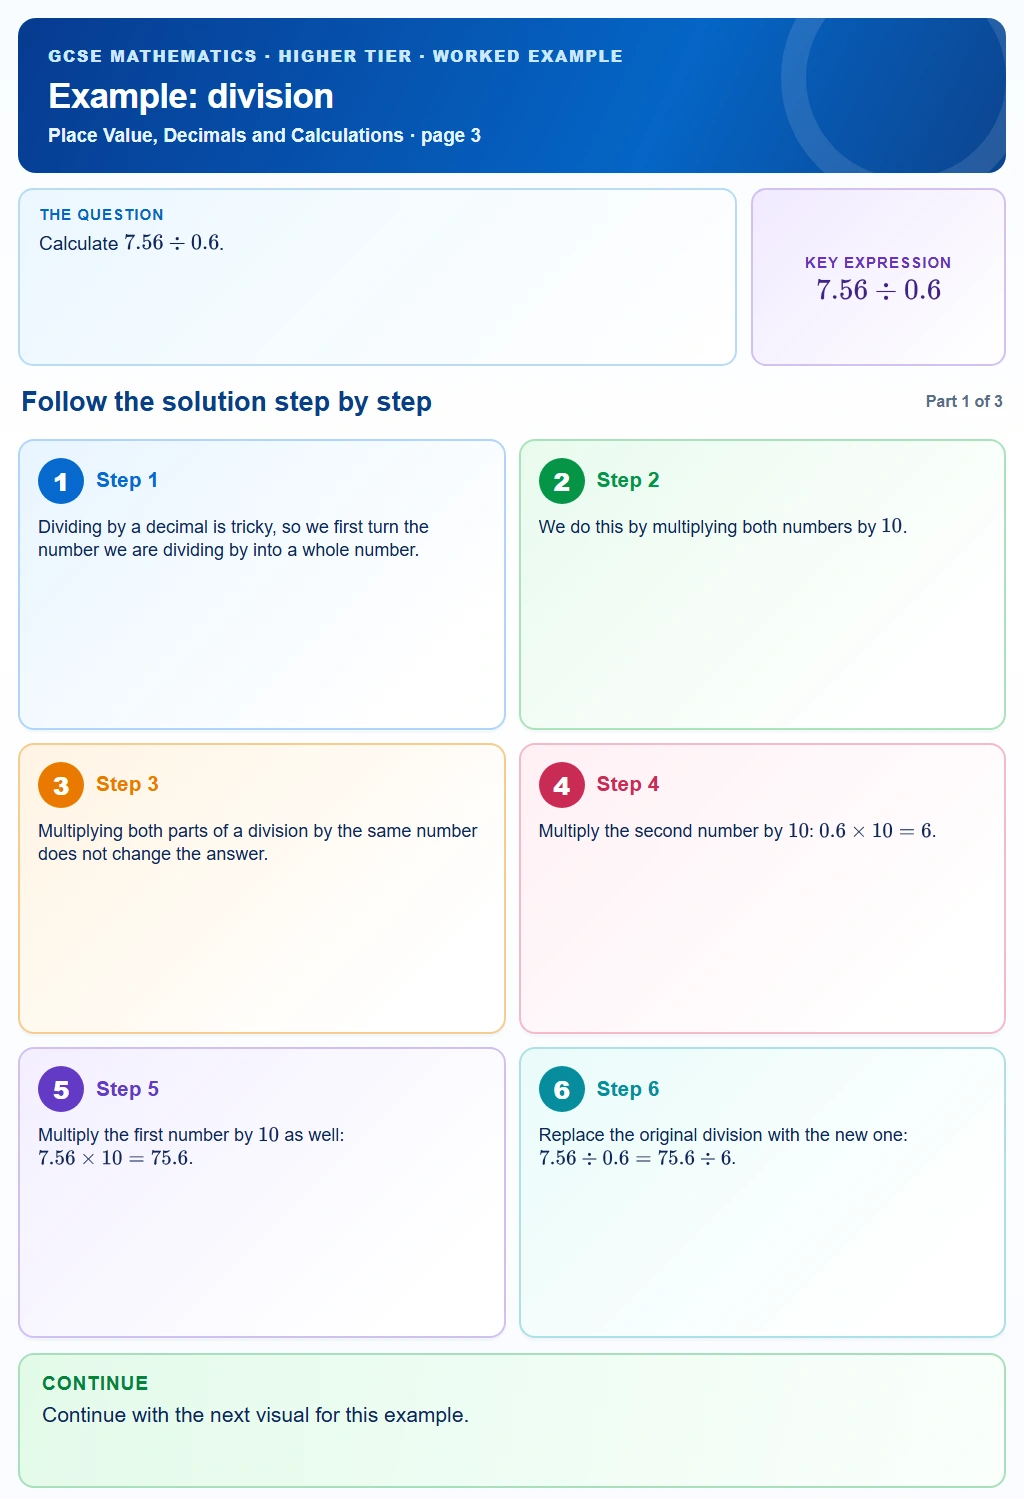 GCSE MATHEMATICS · HIGHER TIER · WORKED EXAMPLE
Example: division
Place Value, Decimals and Calculations · page 3
THE QUESTION
Calculate 7.56 ÷ 0.6.
KEY EXPRESSION
7.56 ÷ 0.6
Follow the solution step by step
Part 1 of 3
1 Step 1
Dividing by a decimal is tricky, so we first turn the
number we are dividing by into a whole number.
2 Step 2
We do this by multiplying both numbers by 10.
3 Step 3
Multiplying both parts of a division by the same number
does not change the answer.
4 Step 4
Multiply the second number by 10: 0.6 × 10 = 6.
5 Step 5
Multiply the first number by 10 as well:
7.56 × 10 = 75.6.
6 Step 6
Replace the original division with the new one:
7.56 ÷ 0.6 = 75.6 ÷ 6.
CONTINUE
Continue with the next visual for this example.